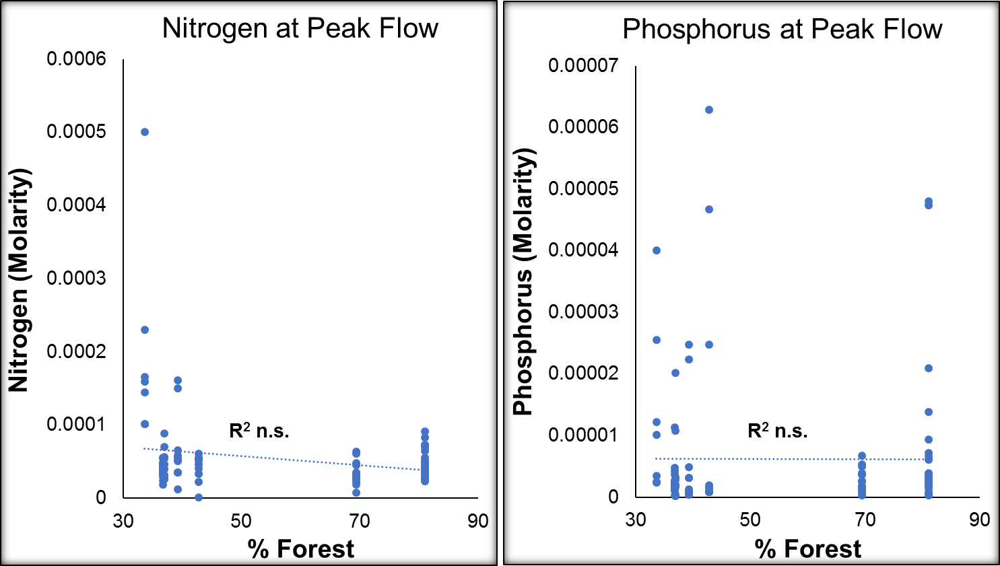 Nitrogen at Peak Flow
0.0006
0.0005
0.0004
0.0003
0.0002
0.0001
0
Nitrogen (Molarity)
R² n.s.
30 50 70 90
% Forest
Phosphorus at Peak Flow
0.00007
0.00006
0.00005
0.00004
0.00003
0.00002
0.00001
0
Phosphorus (Molarity)
R² n.s.
30 50 70 90
% Forest